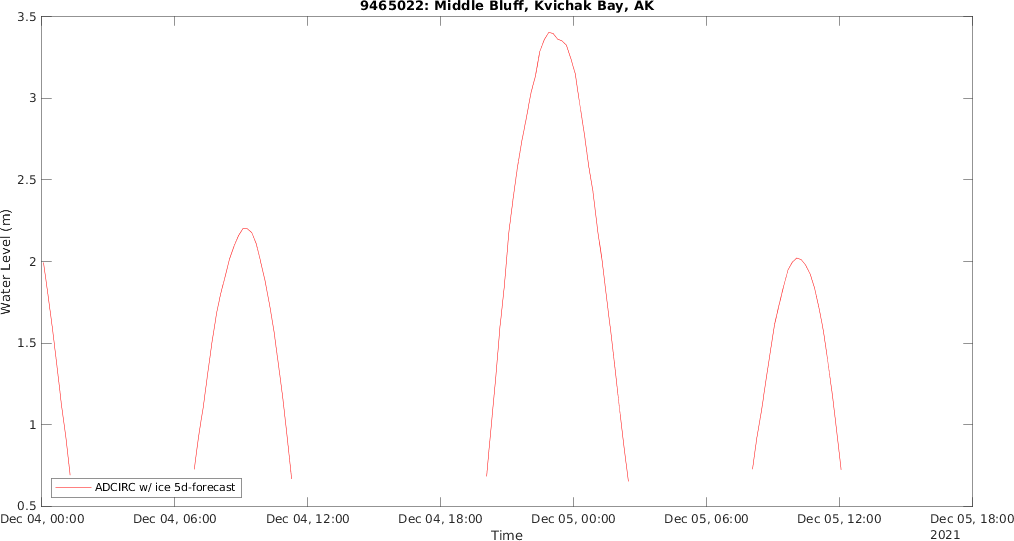 9465022: Middle Bluff, Kvichak Bay, AK
3.5
3
2.5
2
1.5
1
0.5
Water Level (m)
ADCIRC w/ ice 5d-forecast
Dec 04, 00:00 Dec 04, 06:00 Dec 04, 12:00 Dec 04, 18:00 Dec 05, 00:00 Dec 05, 06:00 Dec 05, 12:00 Dec 05, 18:00
Time
2021